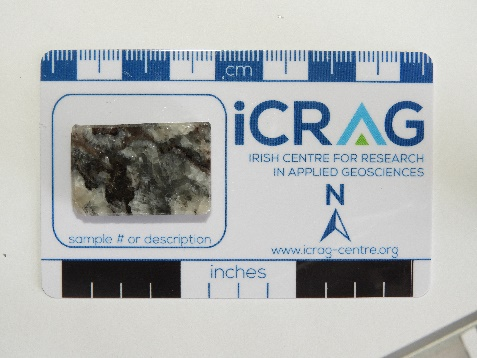 cm
iCRAG
IRISH CENTRE FOR RESEARCH
IN APPLIED GEOSCIENCES
N
www.icrag-centre.org
sample # or description
inches